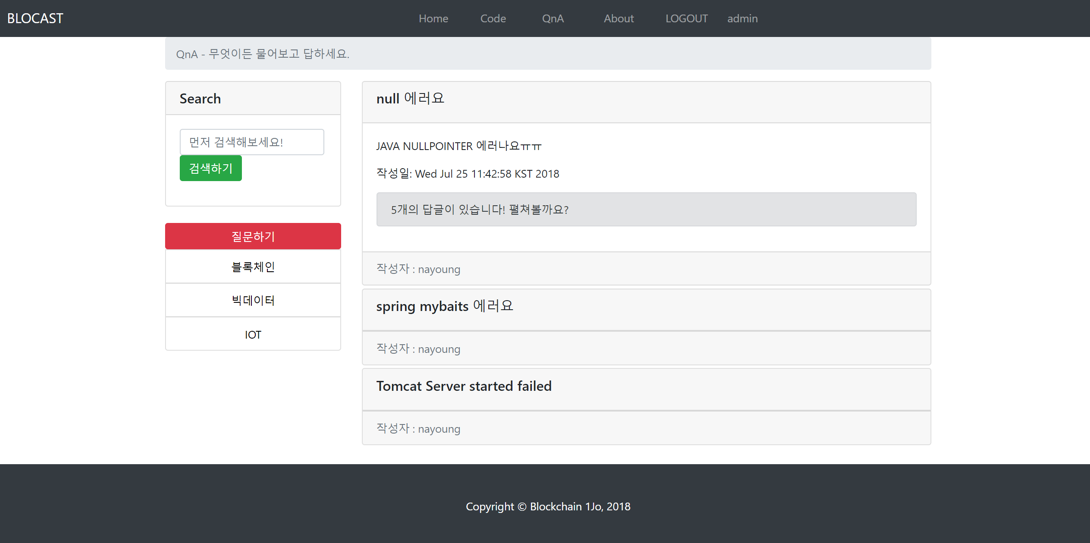 BLOCAST Home Code QnA About LOGOUT admin
QnA - 무엇이든 물어보고 답하세요.
Search
먼저 검색해보세요!
검색하기
질문하기
블록체인
빅데이터
IOT
null 에러요
JAVA NULLPOINTER 에러나요ㅠㅠ
작성일: Wed Jul 25 11:42:58 KST 2018
5개의 답글이 있습니다! 펼쳐볼까요?
작성자 : nayoung
spring mybaits 에러요
작성자 : nayoung
Tomcat Server started failed
작성자 : nayoung
Copyright © Blockchain 1Jo, 2018